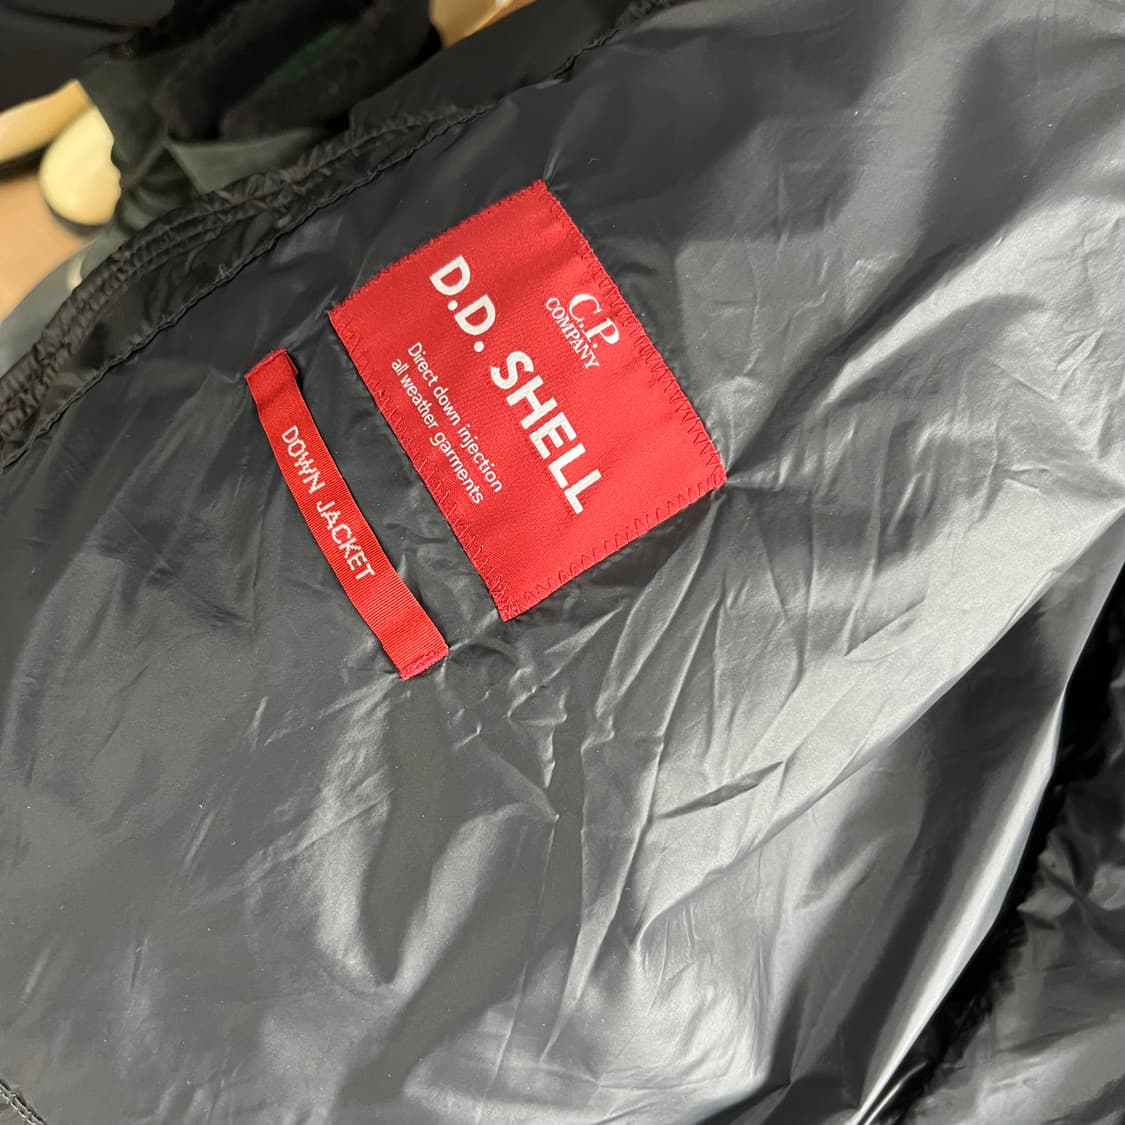 C.P.
COMPANY
D.D. SHELL
Direct down injection
all weather garments
DOWN JACKET